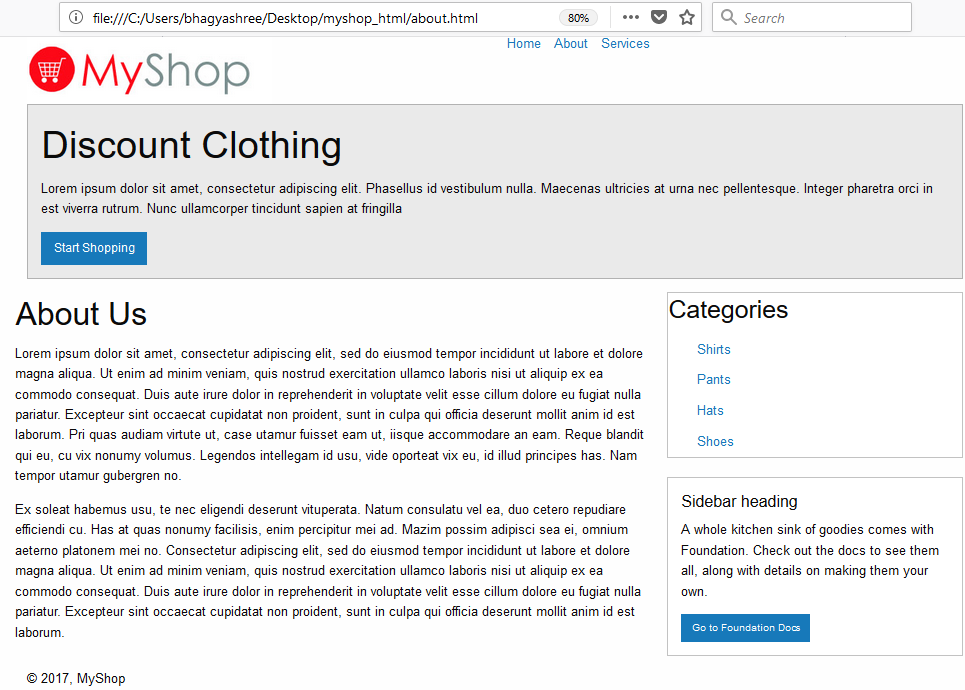 file:///C:/Users/bhagyashree/Desktop/myshop_html/about.html
80%
Search
MyShop
Home About Services
Discount Clothing
Lorem ipsum dolor sit amet, consectetur adipiscing elit. Phasellus id vestibulum nulla. Maecenas ultricies at urna nec pellentesque. Integer pharetra orci in
est viverra rutrum. Nunc ullamcorper tincidunt sapien at fringilla
Start Shopping
About Us
Lorem ipsum dolor sit amet, consectetur adipiscing elit, sed do eiusmod tempor incididunt ut labore et dolore
magna aliqua. Ut enim ad minim veniam, quis nostrud exercitation ullamco laboris nisi ut aliquip ex ea
commodo consequat. Duis aute irure dolor in reprehenderit in voluptate velit esse cillum dolore eu fugiat nulla
pariatur. Excepteur sint occaecat cupidatat non proident, sunt in culpa qui officia deserunt mollit anim id est
laborum. Pri quas audiam virtute ut, case utamur fuisset eam ut, iisque accommodare an eam. Reque blandit
qui eu, cu vix nonumy volumus. Legendos intellegam id usu, vide oporteat vix eu, id illud principes has. Nam
tempor utamur gubergren no.
Ex soleat habemus usu, te nec eligendi deserunt vituperata. Natum consulatu vel ea, duo cetero repudiare
efficiendi cu. Has at quas nonumy facilisis, enim percipitur mei ad. Mazim possim adipisci sea ei, omnium
aeterno platonem mei no. Consectetur adipiscing elit, sed do eiusmod tempor incididunt ut labore et dolore
magna aliqua. Ut enim ad minim veniam, quis nostrud exercitation ullamco laboris nisi ut aliquip ex ea
commodo consequat. Duis aute irure dolor in reprehenderit in voluptate velit esse cillum dolore eu fugiat nulla
pariatur. Excepteur sint occaecat cupidatat non proident, sunt in culpa qui officia deserunt mollit anim id est
laborum.
Categories
Shirts
Pants
Hats
Shoes
Sidebar heading
A whole kitchen sink of goodies comes with
Foundation. Check out the docs to see them
all, along with details on making them your
own.
Go to Foundation Docs
© 2017, MyShop